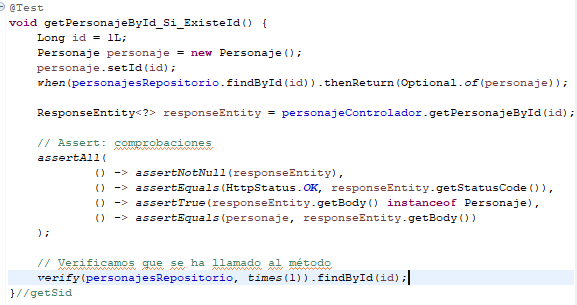 @Test
void getPersonajeById_Si_ExisteId() {
    Long id = 1L;
    Personaje personaje = new Personaje();
    personaje.setId(id);
    when(personajesRepositorio.findById(id)).thenReturn(Optional.of(personaje));
    ResponseEntity<?> responseEntity = personajeControlador.getPersonajeById(id);
    // Assert: comprobaciones
    assertAll(
            () -> assertNotNull(responseEntity),
            () -> assertEquals(HttpStatus.OK, responseEntity.getStatusCode()),
            () -> assertTrue(responseEntity.getBody() instanceof Personaje),
            () -> assertEquals(personaje, responseEntity.getBody())
    );
    // Verificamos que se ha llamado al método
    verify(personajesRepositorio, times(1)).findById(id);
}//getSid